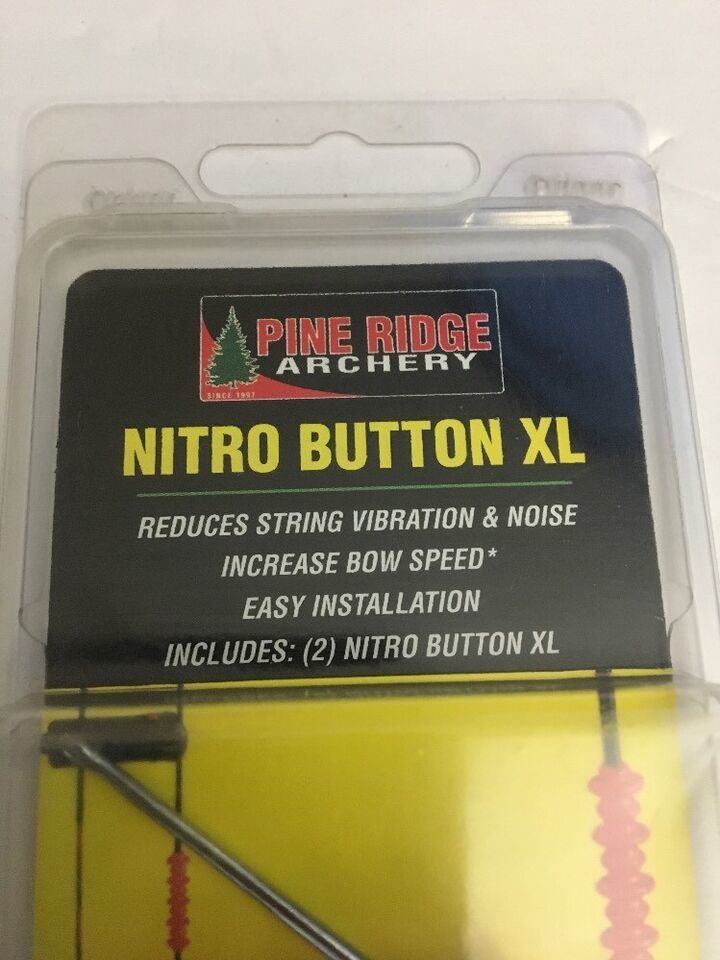 PINE RIDGE
ARCHERY
SINCE 1997
NITRO BUTTON XL
REDUCES STRING VIBRATION & NOISE
INCREASE BOW SPEED*
EASY INSTALLATION
INCLUDES: (2) NITRO BUTTON XL